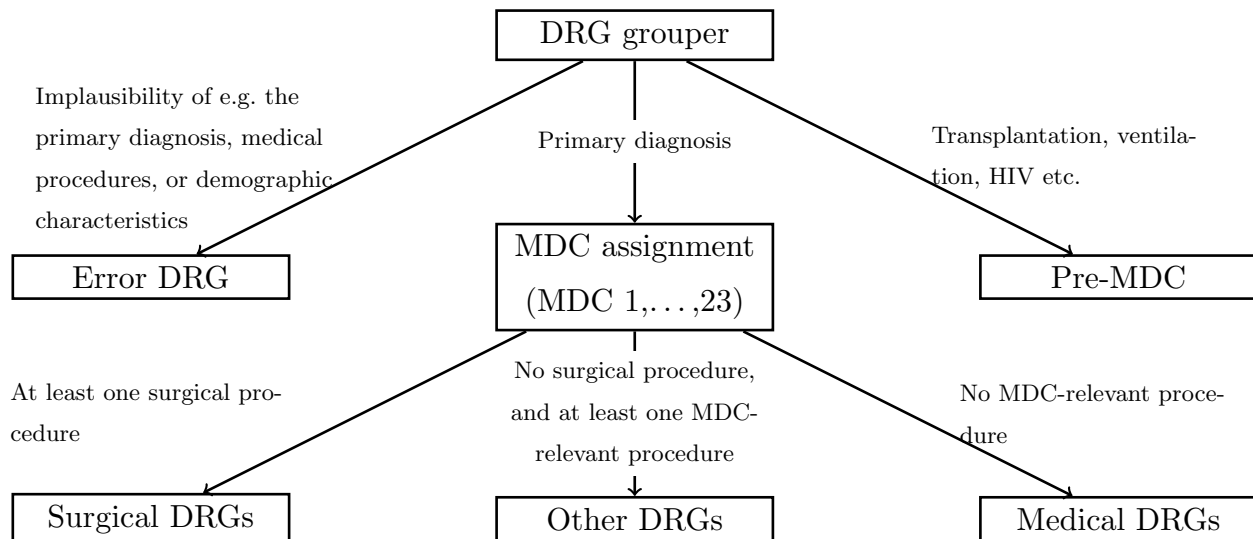 DRG grouper
Implausibility of e.g. the
primary diagnosis, medical
procedures, or demographic
characteristics
Primary diagnosis
Transplantation, ventila-
tion, HIV etc.
Error DRG
MDC assignment
(MDC 1,...,23)
Pre-MDC
At least one surgical pro-
cedure
No surgical procedure,
and at least one MDC-
relevant procedure
No MDC-relevant proce-
dure
Surgical DRGs
Other DRGs
Medical DRGs